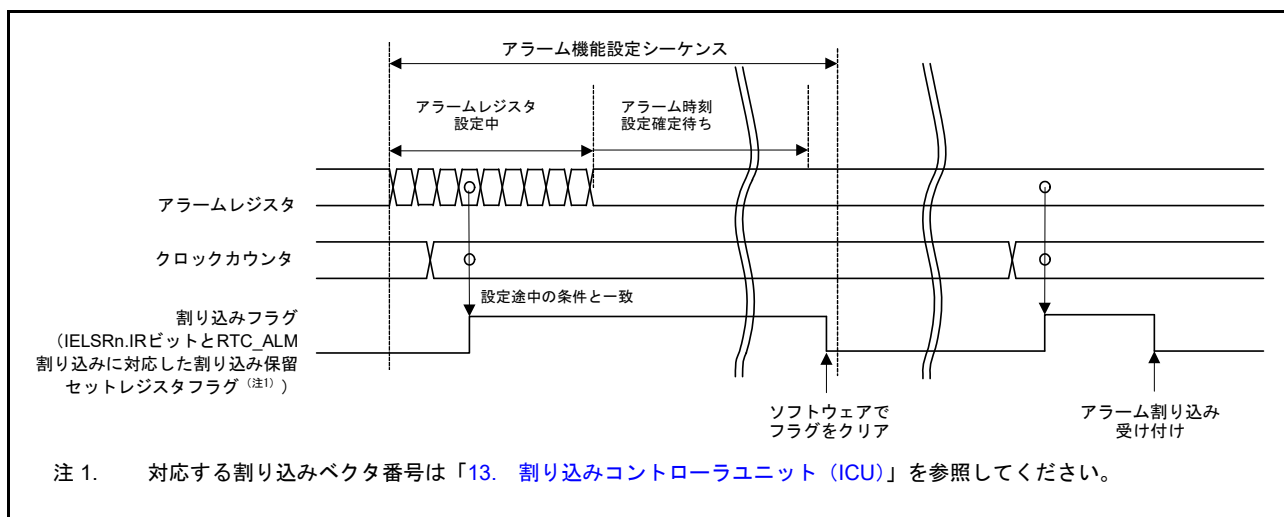 アラーム機能設定シーケンス
アラームレジスタ
設定中
アラーム時刻
設定確定待ち
アラームレジスタ
クロックカウンタ
設定途中の条件と一致
割り込みフラグ
（IELSRn.IRビットとRTC_ALM
割り込みに対応した割り込み保留
セットレジスタフラグ（注1））
ソフトウェアで
フラグをクリア
アラーム割り込み
受け付け
注 1. 対応する割り込みベクタ番号は「13. 割り込みコントローラユニット（ICU）」を参照してください。